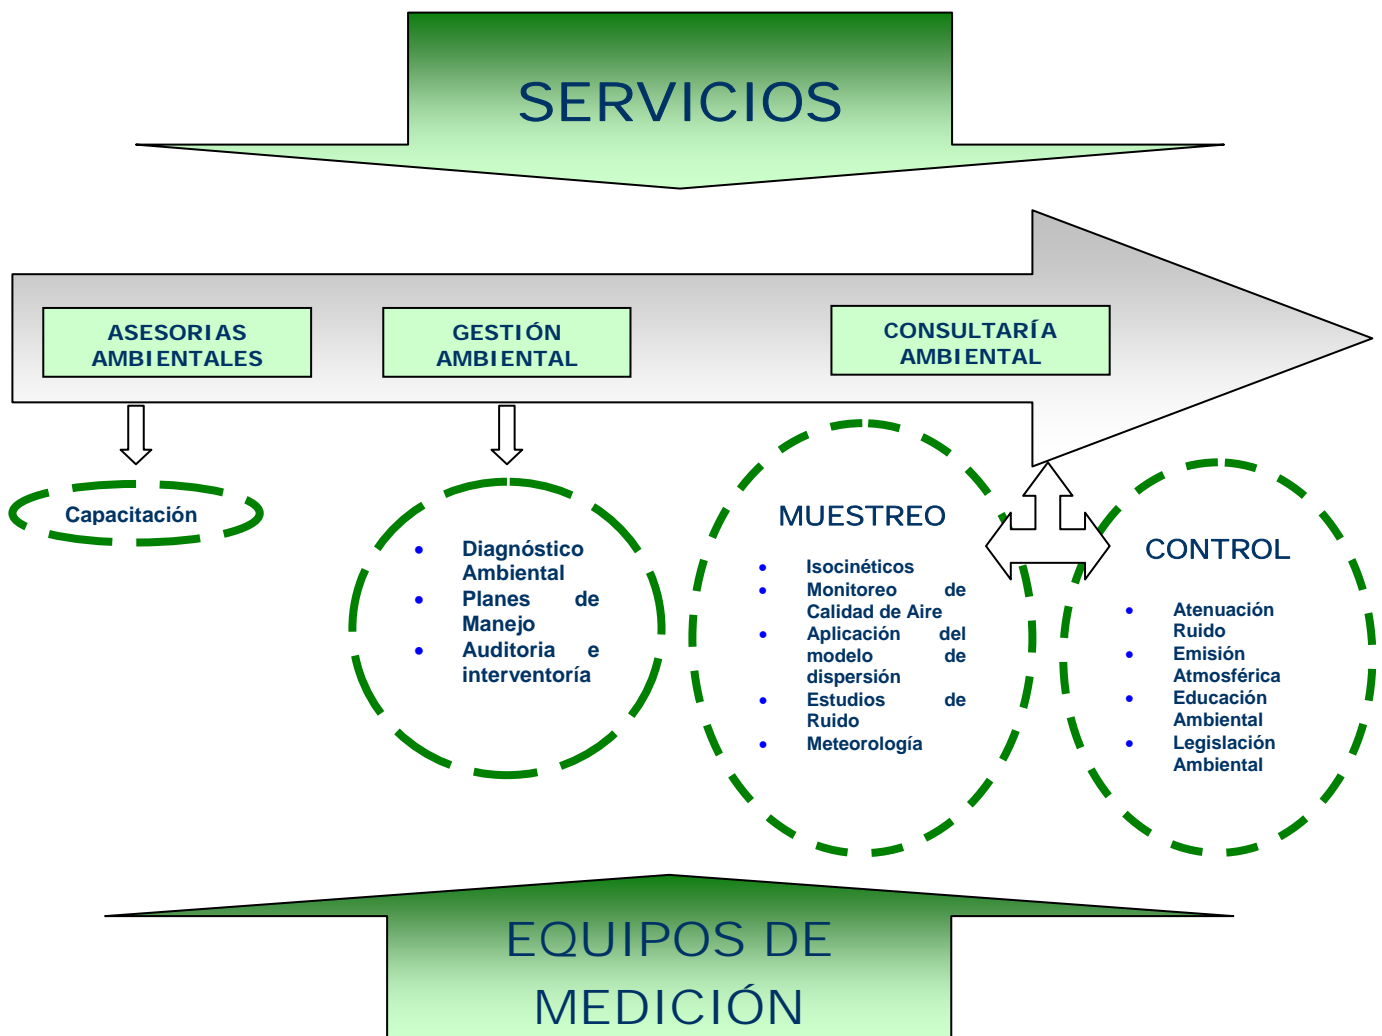 SERVICIOS
ASESORIAS
AMBIENTALES
GESTIÓN
AMBIENTAL
CONSULTARÍA
AMBIENTAL
Capacitación
• Diagnóstico
Ambiental
• Planes de
Manejo
• Auditoria e
interventoría
MUESTREO
• Isocinéticos
• Monitoreo de
Calidad de Aire
• Aplicación del
modelo de
dispersión
• Estudios de
Ruido
• Meteorología
CONTROL
• Atenuación
Ruido
• Emisión
Atmosférica
• Educación
Ambiental
• Legislación
Ambiental
EQUIPOS DE
MEDICIÓN